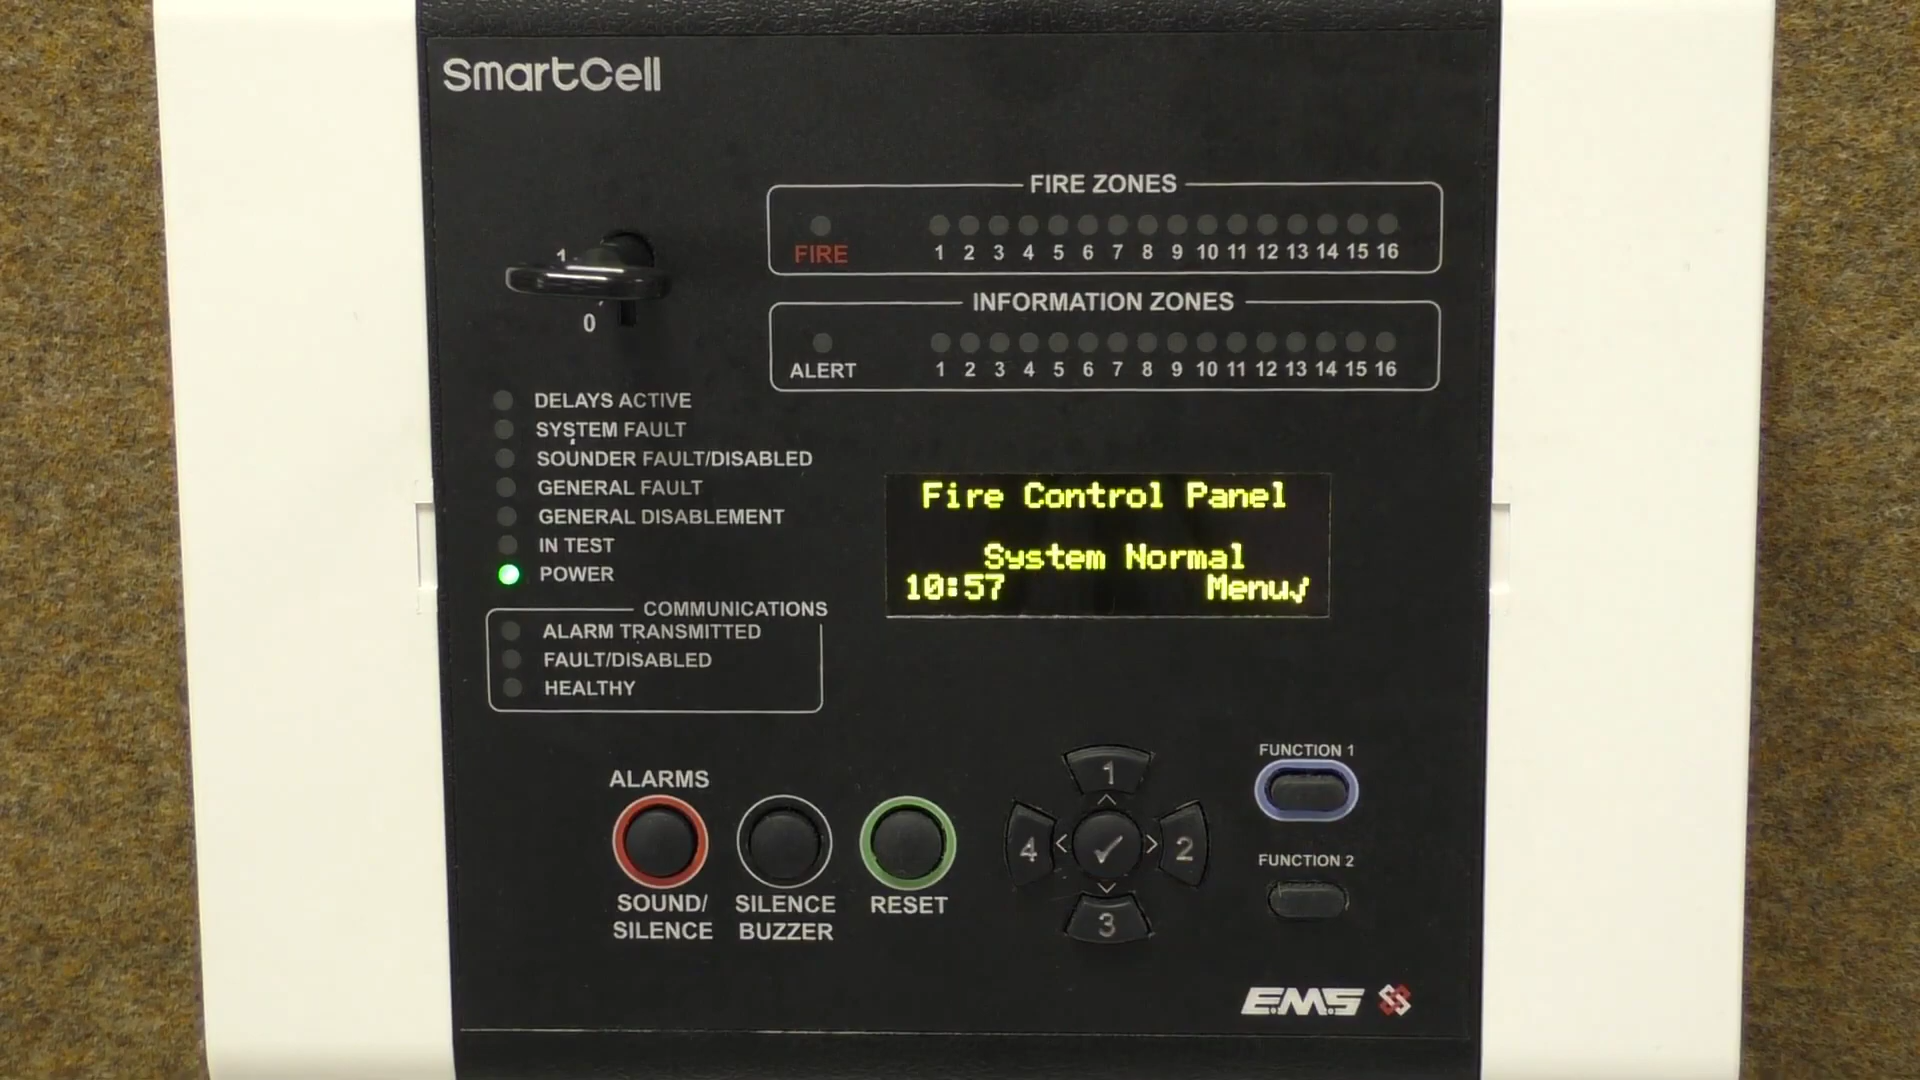 SmartCell
FIRE ZONES
FIRE 1 2 3 4 5 6 7 8 9 10 11 12 13 14 15 16
INFORMATION ZONES
ALERT 1 2 3 4 5 6 7 8 9 10 11 12 13 14 15 16
1
0
DELAYS ACTIVE
SYSTEM FAULT
SOUNDER FAULT/DISABLED
GENERAL FAULT
GENERAL DISABLEMENT
IN TEST
POWER
COMMUNICATIONS
ALARM TRANSMITTED
FAULT/DISABLED
HEALTHY
Fire Control Panel
System Normal
10:57 Menu√
ALARMS
SOUND/
SILENCE
SILENCE
BUZZER
RESET
1
4 < ✓ > 2
3
FUNCTION 1
FUNCTION 2
E.M.S